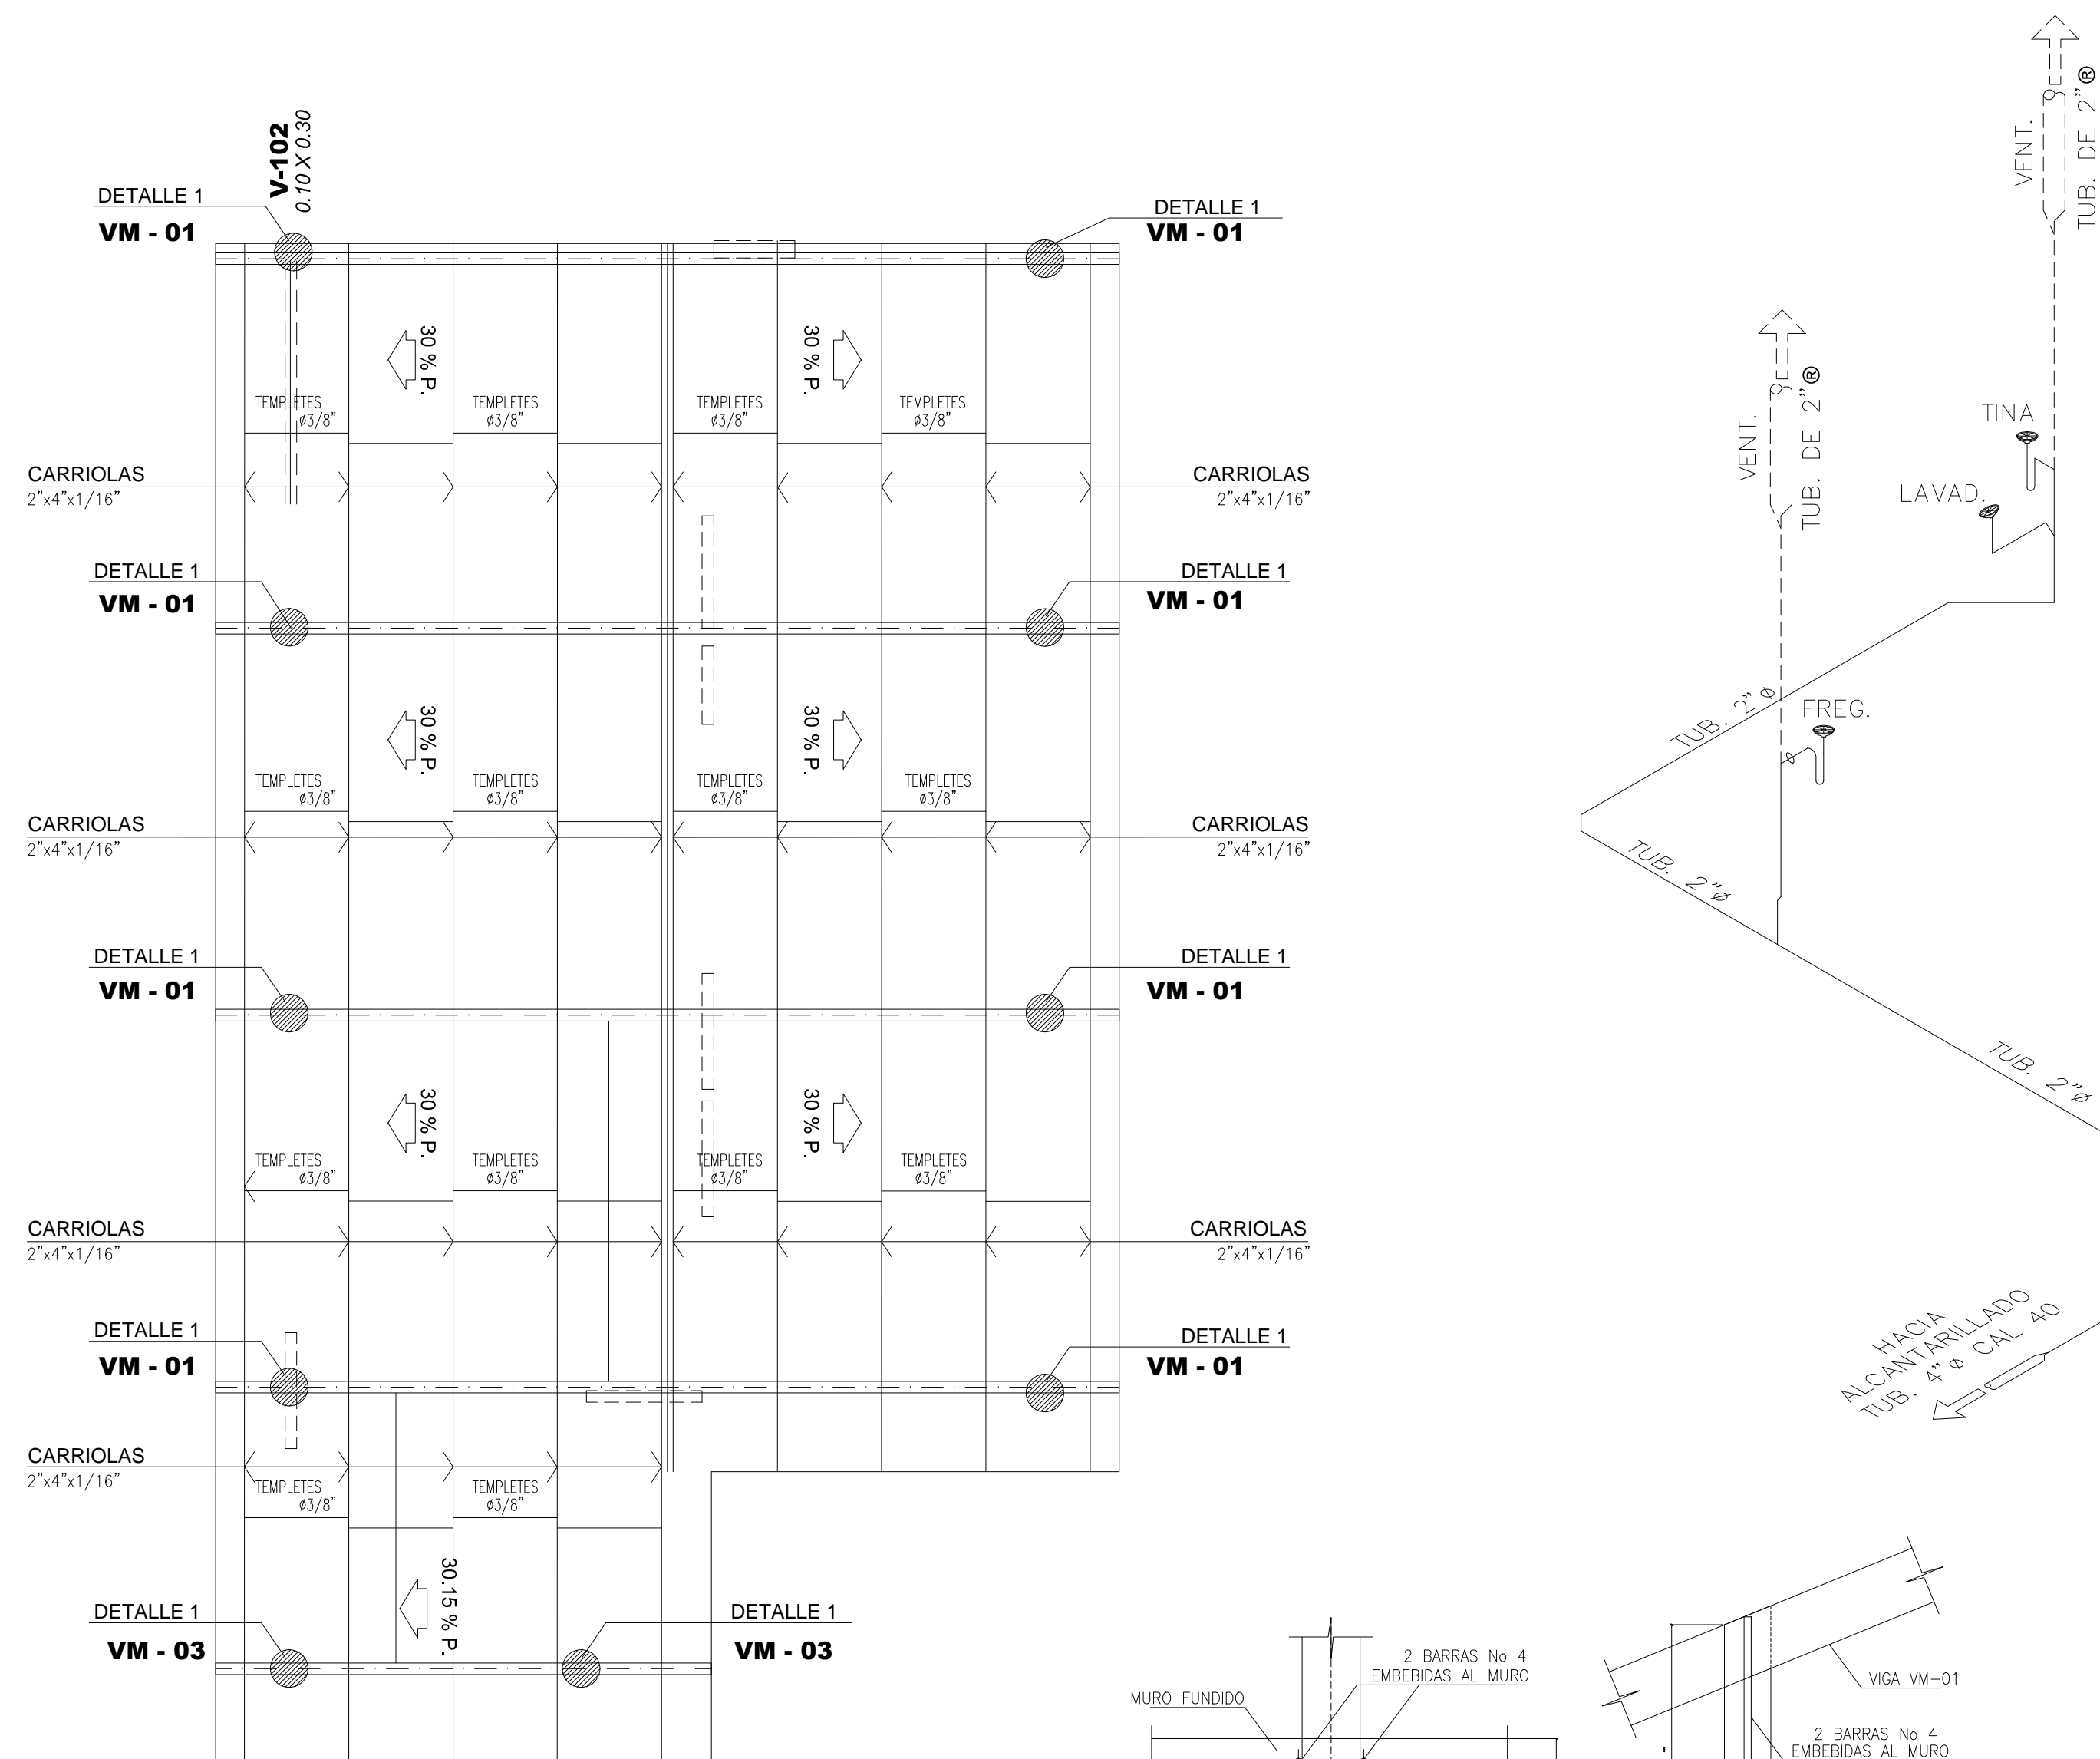 V-102
0.10 X 0.30
DETALLE 1
VM - 01
DETALLE 1
VM - 01
30 % P.
30 % P.
TEMPLETES
ø3/8"
TEMPLETES
ø3/8"
TEMPLETES
ø3/8"
TEMPLETES
ø3/8"
CARRIOLAS
2"x4"x1/16"
CARRIOLAS
2"x4"x1/16"
DETALLE 1
VM - 01
DETALLE 1
VM - 01
30 % P.
30 % P.
TEMPLETES
ø3/8"
TEMPLETES
ø3/8"
TEMPLETES
ø3/8"
TEMPLETES
ø3/8"
CARRIOLAS
2"x4"x1/16"
CARRIOLAS
2"x4"x1/16"
DETALLE 1
VM - 01
DETALLE 1
VM - 01
30 % P.
30 % P.
TEMPLETES
ø3/8"
TEMPLETES
ø3/8"
TEMPLETES
ø3/8"
TEMPLETES
ø3/8"
CARRIOLAS
2"x4"x1/16"
CARRIOLAS
2"x4"x1/16"
DETALLE 1
VM - 01
DETALLE 1
VM - 01
CARRIOLAS
2"x4"x1/16"
TEMPLETES
ø3/8"
TEMPLETES
ø3/8"
30.15 % P.
DETALLE 1
VM - 03
DETALLE 1
VM - 03
VENT.
TUB. DE 2"®
VENT.
TUB. DE 2"®
TINA
LAVAD.
FREG.
TUB. 2" ø
TUB. 2"ø
TUB. 2"ø
HACIA
ALCANTARILLADO
TUB. 4"ø CAL 40
2 BARRAS No 4
EMBEBIDAS AL MURO
MURO FUNDIDO
VIGA VM-01
2 BARRAS No 4
EMBEBIDAS AL MURO